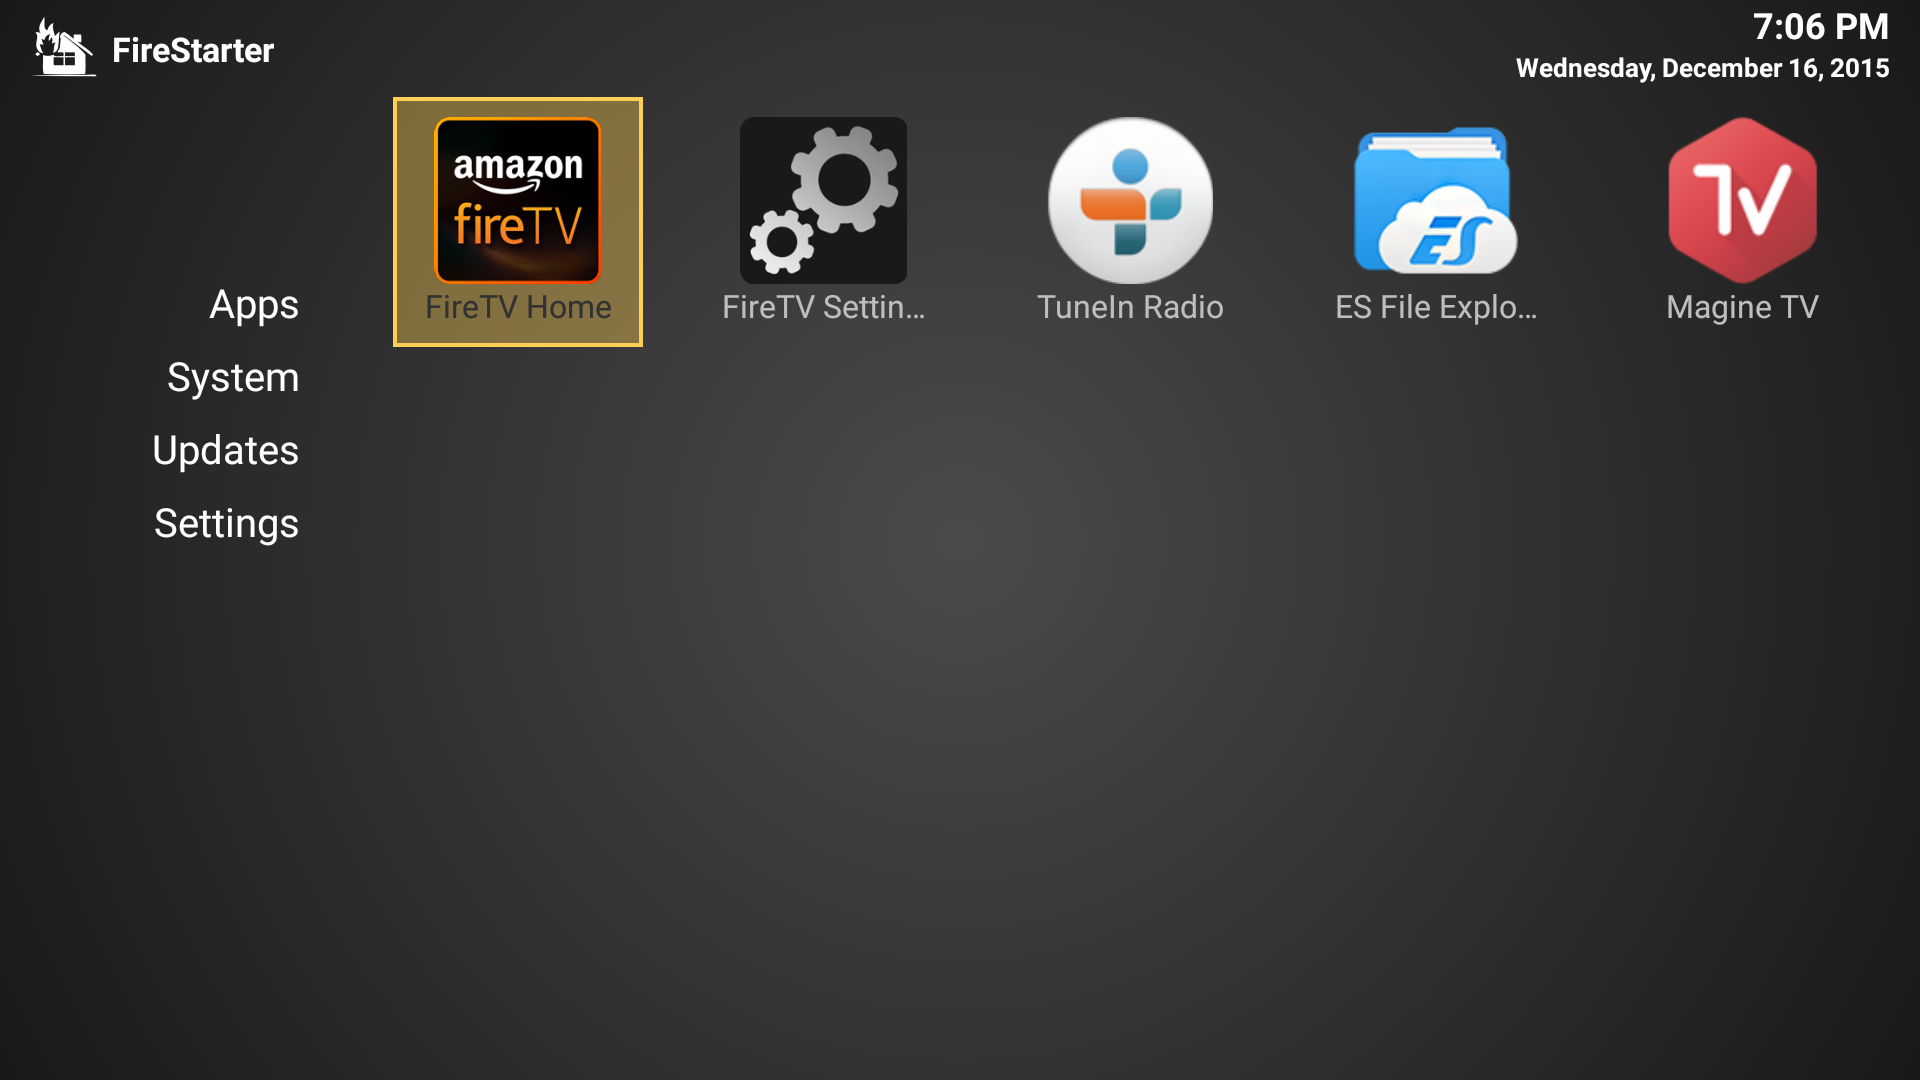 FireStarter
7:06 PM
Wednesday, December 16, 2015
amazon
fireTV
FireTV Home
FireTV Settin...
TuneIn Radio
ES
ES File Explo...
TV
Magine TV
Apps
System
Updates
Settings